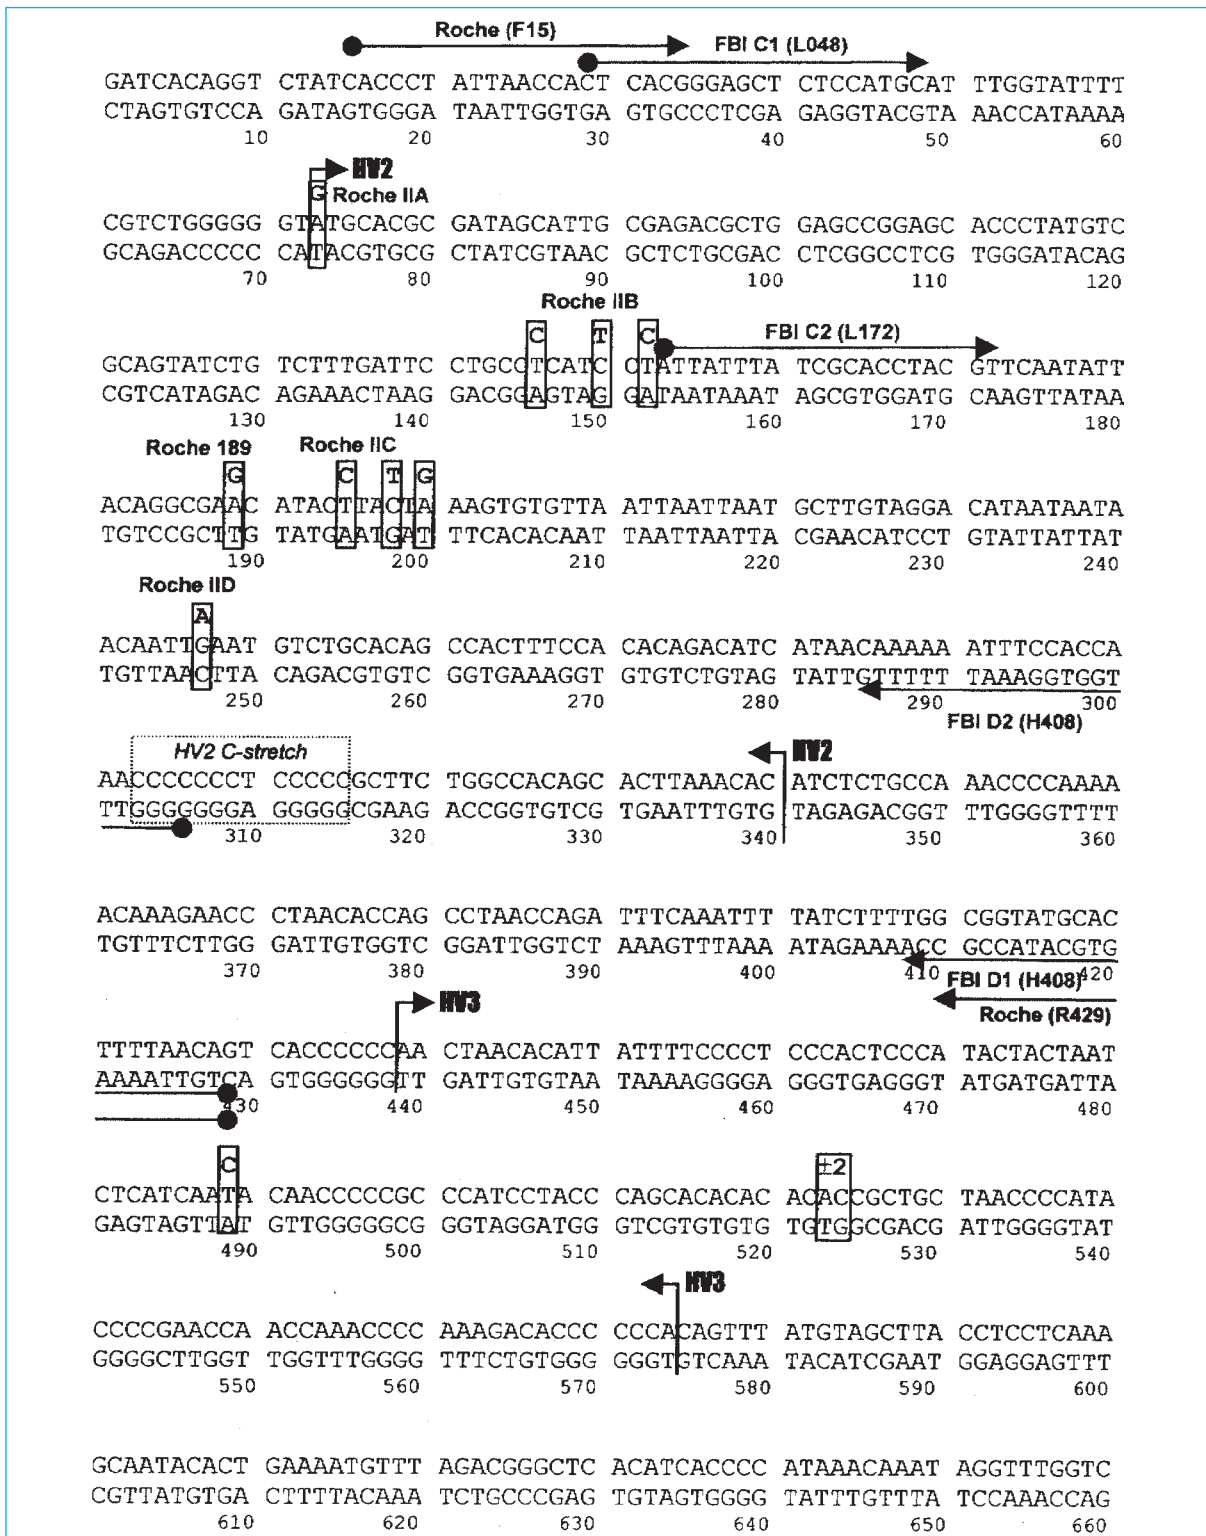 Roche (F15)
FBI C1 (L048)
GATCACAGGT CTATCACCCT ATTAACCACT CACGGGAGCT CTCCATGCAT TTGGTATTTT
CTAGTGTCCA GATAGTGGGA TAATTGGTGA GTGCCCTCGA GAGGTACGTA AACCATAAAA
10 20 30 40 50 60
HV2
G Roche IIA
CGTCTGGGGG GTATGCACGC GATAGCATTG CGAGACGCTG GAGCCGGAGC ACCCTATGTC
GCAGACCCCC CATACGTGCG CTATCGTAAC GCTCTGCGAC CTCGGCCTCG TGGGATACAG
70 80 90 100 110 120
Roche IIB
C T C FBI C2 (L172)
GCAGTATCTG TCTTTGATTC CTGCCTCATC CTATTATTTA TCGCACCTAC GTTCAATATT
CGTCATAGAC AGAAACTAAG GACGGAGTAG GATAATAAAT AGCGTGGATG CAAGTTATAA
130 140 150 160 170 180
Roche 189 Roche IIC
G C T G
ACAGGCGAAC ATACTTACTA AAGTGTGTTA ATTAATTAAT GCTTGTAGGA CATAATAATA
TGTCCGCTTG TATGAATGAT TTCACACAAT TAATTAATTA CGAACATCCT GTATTATTAT
190 200 210 220 230 240
Roche IID
A
ACAATTGAAT GTCTGCACAG CCACTTTCCA CACAGACATC ATAACAAAAA ATTTCCACCA
TGTTAACTTA CAGACGTGTC GGTGAAAGGT GTGTCTGTAG TATTGTTTTT TAAAGGTGGT
250 260 270 280 290 300
FBI D2 (H408)
HV2 C-stretch HV2
AACCCCCCCT CCCCCGCTTC TGGCCACAGC ACTTAAACAC ATCTCTGCCA AACCCCAAAA
TTGGGGGGGA GGGGGCGAAG ACCGGTGTCG TGAATTTGTG TAGAGACGGT TTGGGGTTTT
310 320 330 340 350 360
ACAAAGAACC CTAACACCAG CCTAACCAGA TTTCAAATTT TATCTTTTGG CGGTATGCAC
TGTTTCTTGG GATTGTGGTC GGATTGGTCT AAAGTTTAAA ATAGAAAACC GCCATACGTG
370 380 390 400 410 420
FBI D1 (H408)
HV3
Roche (R429)
TTTTAACAGT CACCCCCCAA CTAACACATT ATTTTCCCCT CCCACTCCCA TACTACTAAT
AAAATTGTCA GTGGGGGGTT GATTGTGTAA TAAAAGGGGA GGGTGAGGGT ATGATGATTA
430 440 450 460 470 480
C ±2
CTCATCAATA CAACCCCCGC CCATCCTACC CAGCACACAC ACACCGCTGC TAACCCCATA
GAGTAGTTAT GTTGGGGGCG GGTAGGATGG GTCGTGTGTG TGTGGCGACG ATTGGGGTAT
490 500 510 520 530 540
HV3
CCCCGAACCA ACCAAACCCC AAAGACACCC CCCACAGTTT ATGTAGCTTA CCTCCTCAAA
GGGGCTTGGT TGGTTTGGGG TTTCTGTGGG GGGTGTCAAA TACATCGAAT GGAGGAGTTT
550 560 570 580 590 600
GCAATACACT GAAAATGTTT AGACGGGCTC ACATCACCCC ATAAACAAAT AGGTTTGGTC
CGTTATGTGA CTTTTACAAA TCTGCCCGAG TGTAGTGGGG TATTTGTTTA TCCAAACCAG
610 620 630 640 650 660